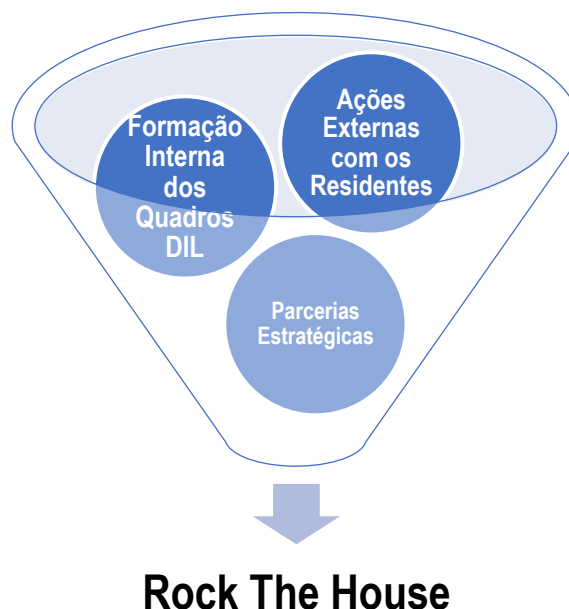 Formação
Interna
dos
Quadros
DIL
Ações
Externas
com os
Residentes
Parcerias
Estratégicas
Rock The House